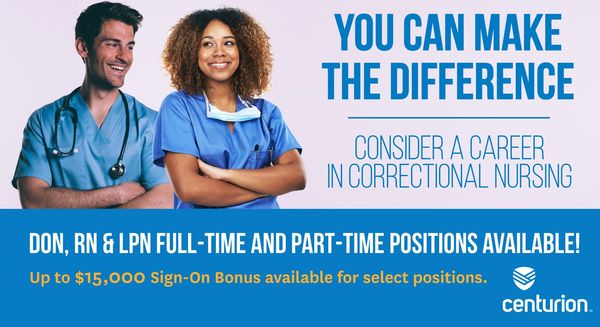 YOU CAN MAKE
THE DIFFERENCE
CONSIDER A CAREER
IN CORRECTIONAL NURSING
DON, RN & LPN FULL-TIME AND PART-TIME POSITIONS AVAILABLE!
Up to $15,000 Sign-On Bonus available for select positions.
centurion™